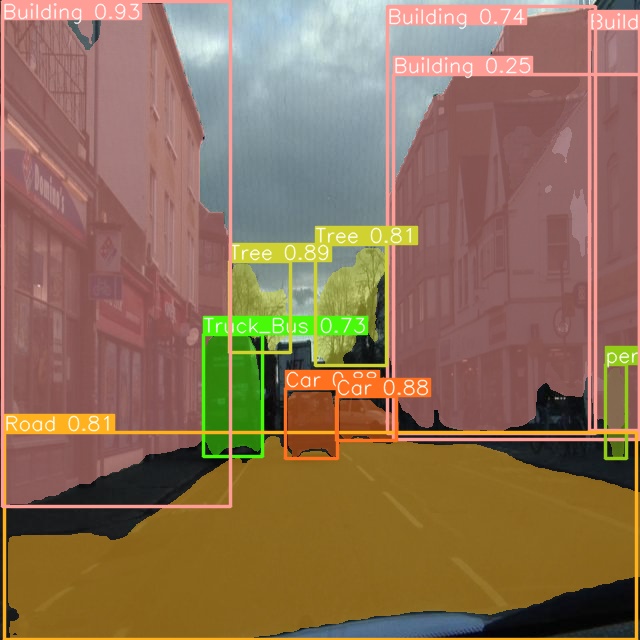 Building 0.93
Building 0.74
Build
Building 0.25
Domino's
Tree 0.89
Tree 0.81
Truck_Bus 0.73
per
Car 0.88
Car 0.88
Road 0.81